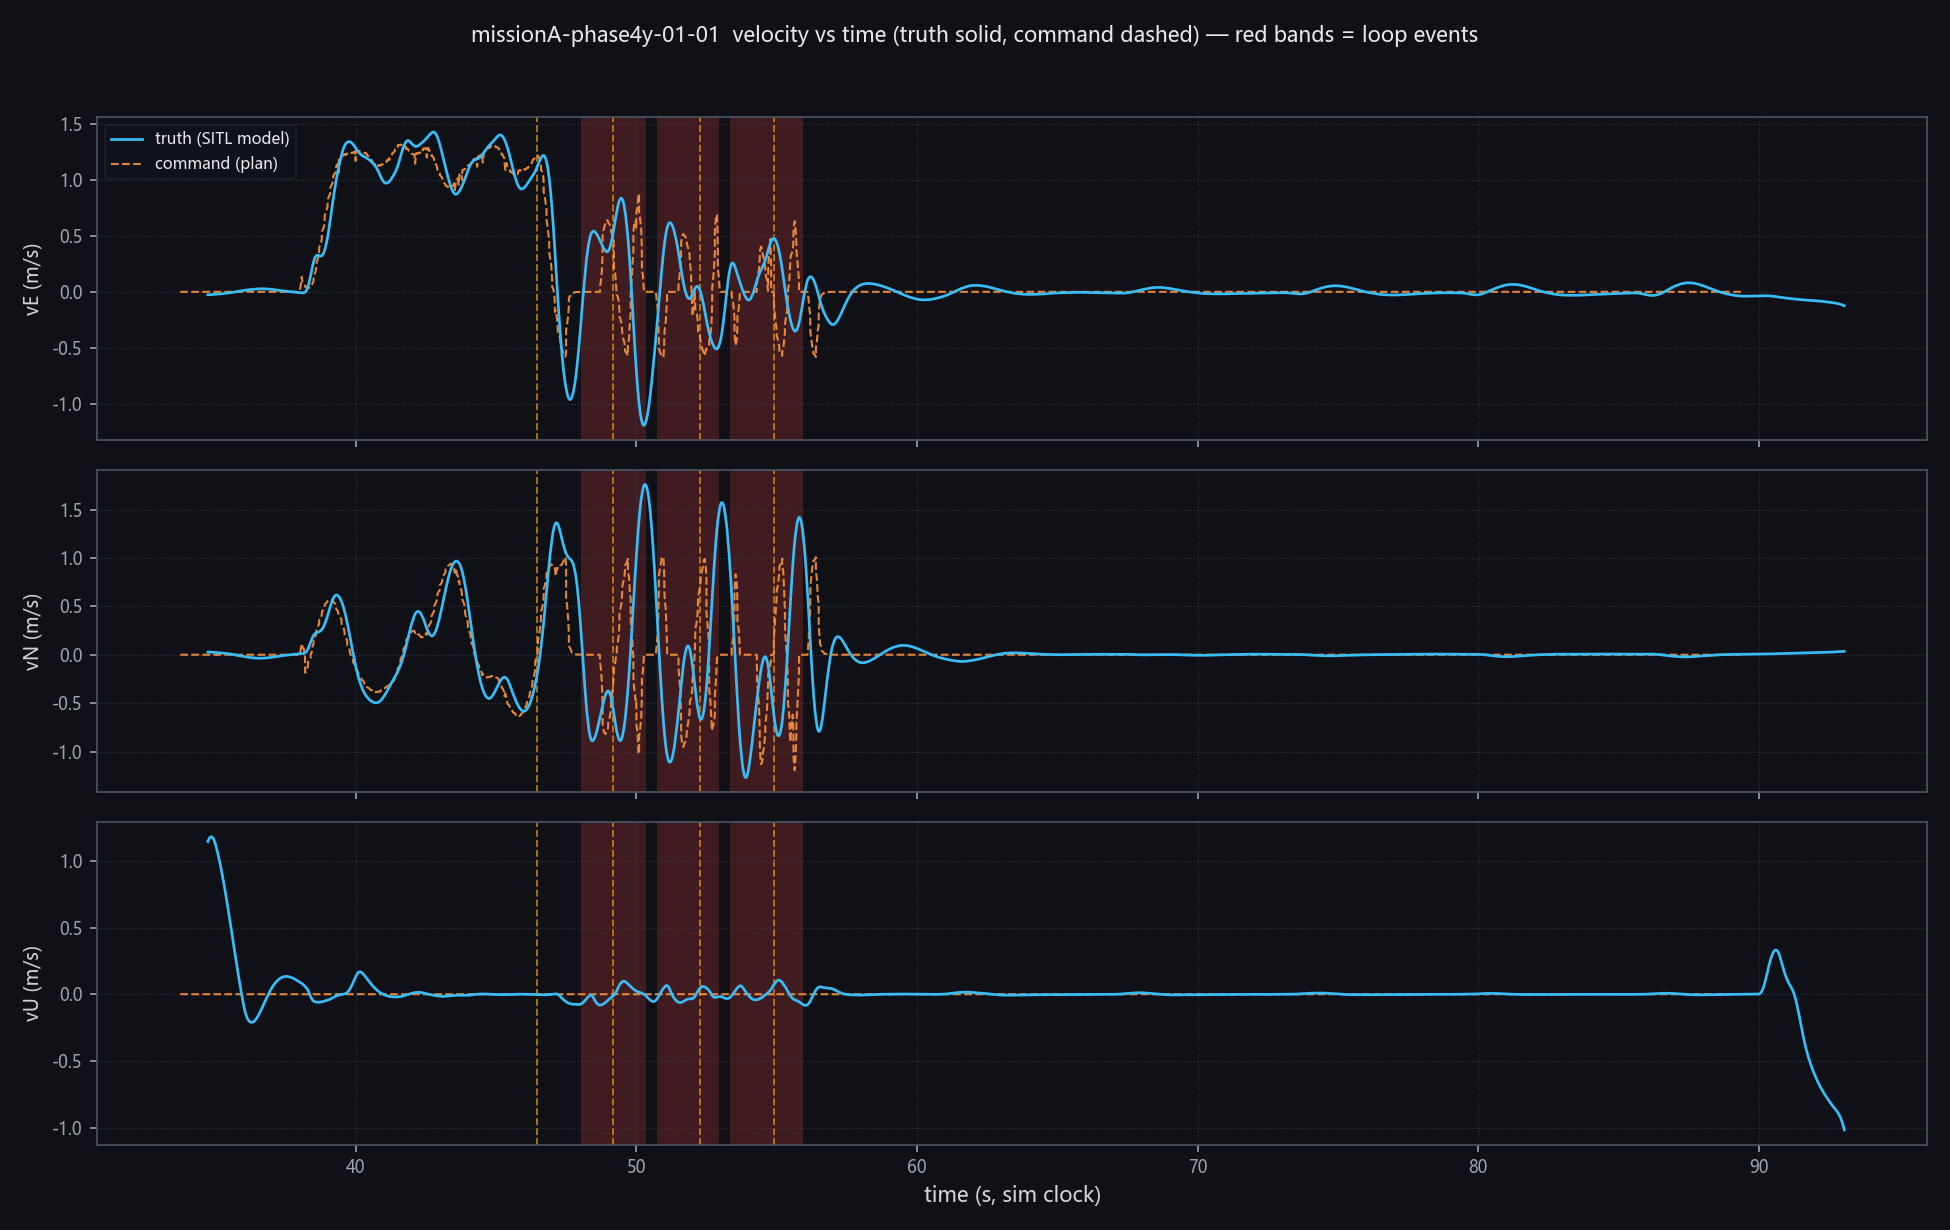 missionA-phase4y-01-01  velocity vs time (truth solid, command dashed) — red bands = loop events
truth (SITL model)
command (plan)
vE (m/s)
1.5
1.0
0.5
0.0
-0.5
-1.0
vN (m/s)
1.5
1.0
0.5
0.0
-0.5
-1.0
vU (m/s)
1.0
0.5
0.0
-0.5
-1.0
40 50 60 70 80 90
time (s, sim clock)